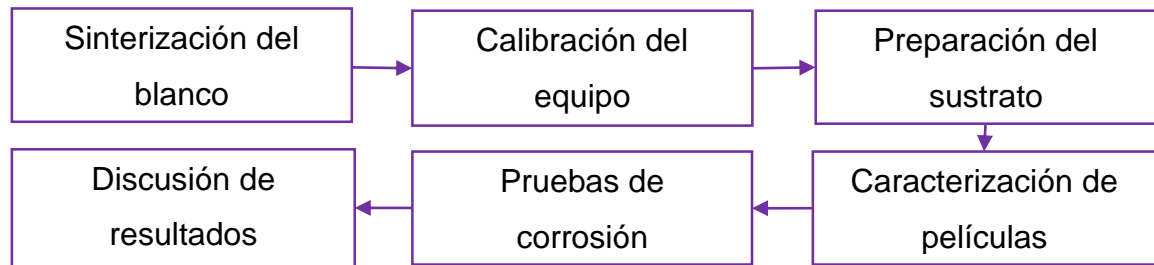 Sinterización del
blanco
Calibración del
equipo
Preparación del
sustrato
Discusión de
resultados
Pruebas de
corrosión
Caracterización de
películas